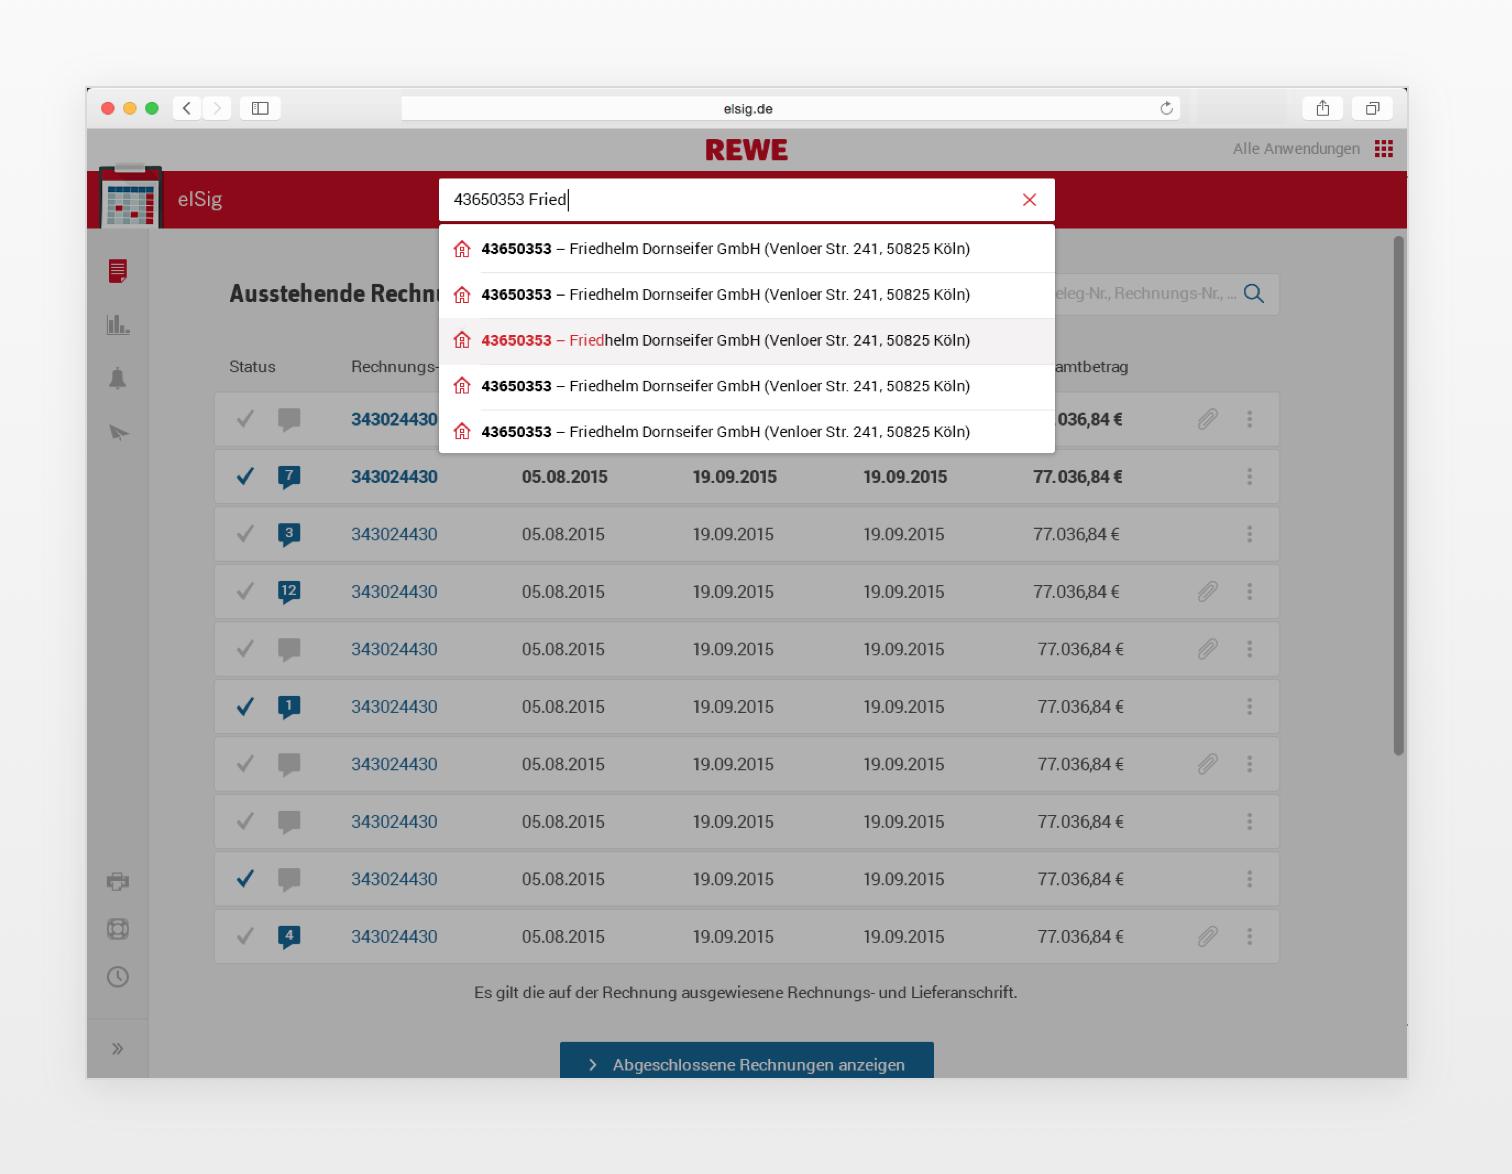 elsig.de
REWE
Alle Anwendungen
elSig
43650353 Fried
43650353 – Friedhelm Dornseifer GmbH (Venloer Str. 241, 50825 Köln)
43650353 – Friedhelm Dornseifer GmbH (Venloer Str. 241, 50825 Köln)
43650353 – Friedhelm Dornseifer GmbH (Venloer Str. 241, 50825 Köln)
43650353 – Friedhelm Dornseifer GmbH (Venloer Str. 241, 50825 Köln)
43650353 – Friedhelm Dornseifer GmbH (Venloer Str. 241, 50825 Köln)
Ausstehende Rechn
eleg-Nr., Rechnungs-Nr., ...
Status Rechnungs- amtbetrag
343024430 036,84 €
7 343024430 05.08.2015 19.09.2015 19.09.2015 77.036,84 €
3 343024430 05.08.2015 19.09.2015 19.09.2015 77.036,84 €
12 343024430 05.08.2015 19.09.2015 19.09.2015 77.036,84 €
343024430 05.08.2015 19.09.2015 19.09.2015 77.036,84 €
1 343024430 05.08.2015 19.09.2015 19.09.2015 77.036,84 €
343024430 05.08.2015 19.09.2015 19.09.2015 77.036,84 €
343024430 05.08.2015 19.09.2015 19.09.2015 77.036,84 €
343024430 05.08.2015 19.09.2015 19.09.2015 77.036,84 €
4 343024430 05.08.2015 19.09.2015 19.09.2015 77.036,84 €
Es gilt die auf der Rechnung ausgewiesene Rechnungs- und Lieferanschrift.
Abgeschlossene Rechnungen anzeigen